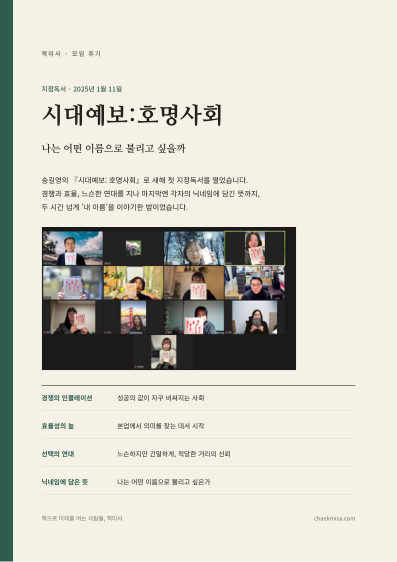 책미사 · 모임 후기
지정독서 · 2025년 1월 11일
시대예보:호명사회
나는 어떤 이름으로 불리고 싶을까
송길영의 『시대예보: 호명사회』로 새해 첫 지정독서를 열었습니다.
경쟁과 효율, 느슨한 연대를 지나 마지막엔 각자의 닉네임에 담긴 뜻까지,
두 시간 넘게 '내 이름'을 이야기한 밤이었습니다.
경쟁의 인플레이션 성공의 값이 자꾸 비싸지는 사회
효율성의 늪 본업에서 의미를 찾는 데서 시작
선택의 연대 느슨하지만 긴밀하게, 적당한 거리의 신뢰
닉네임에 담은 뜻 나는 어떤 이름으로 불리고 싶은가
책으로 미래를 여는 사람들, 책미사 chaekmisa.com